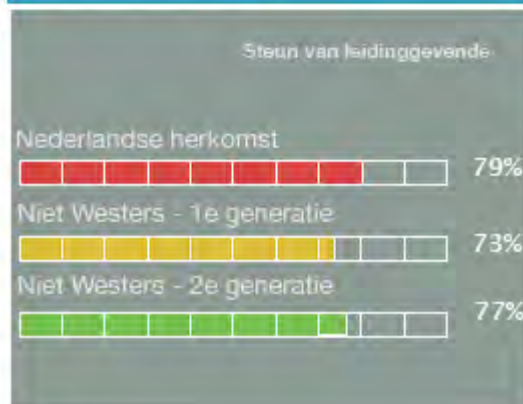 Steun van leidinggevende
Nederlandse herkomst
79%
Niet Westers - 1e generatie
73%
Niet Westers - 2e generatie
77%